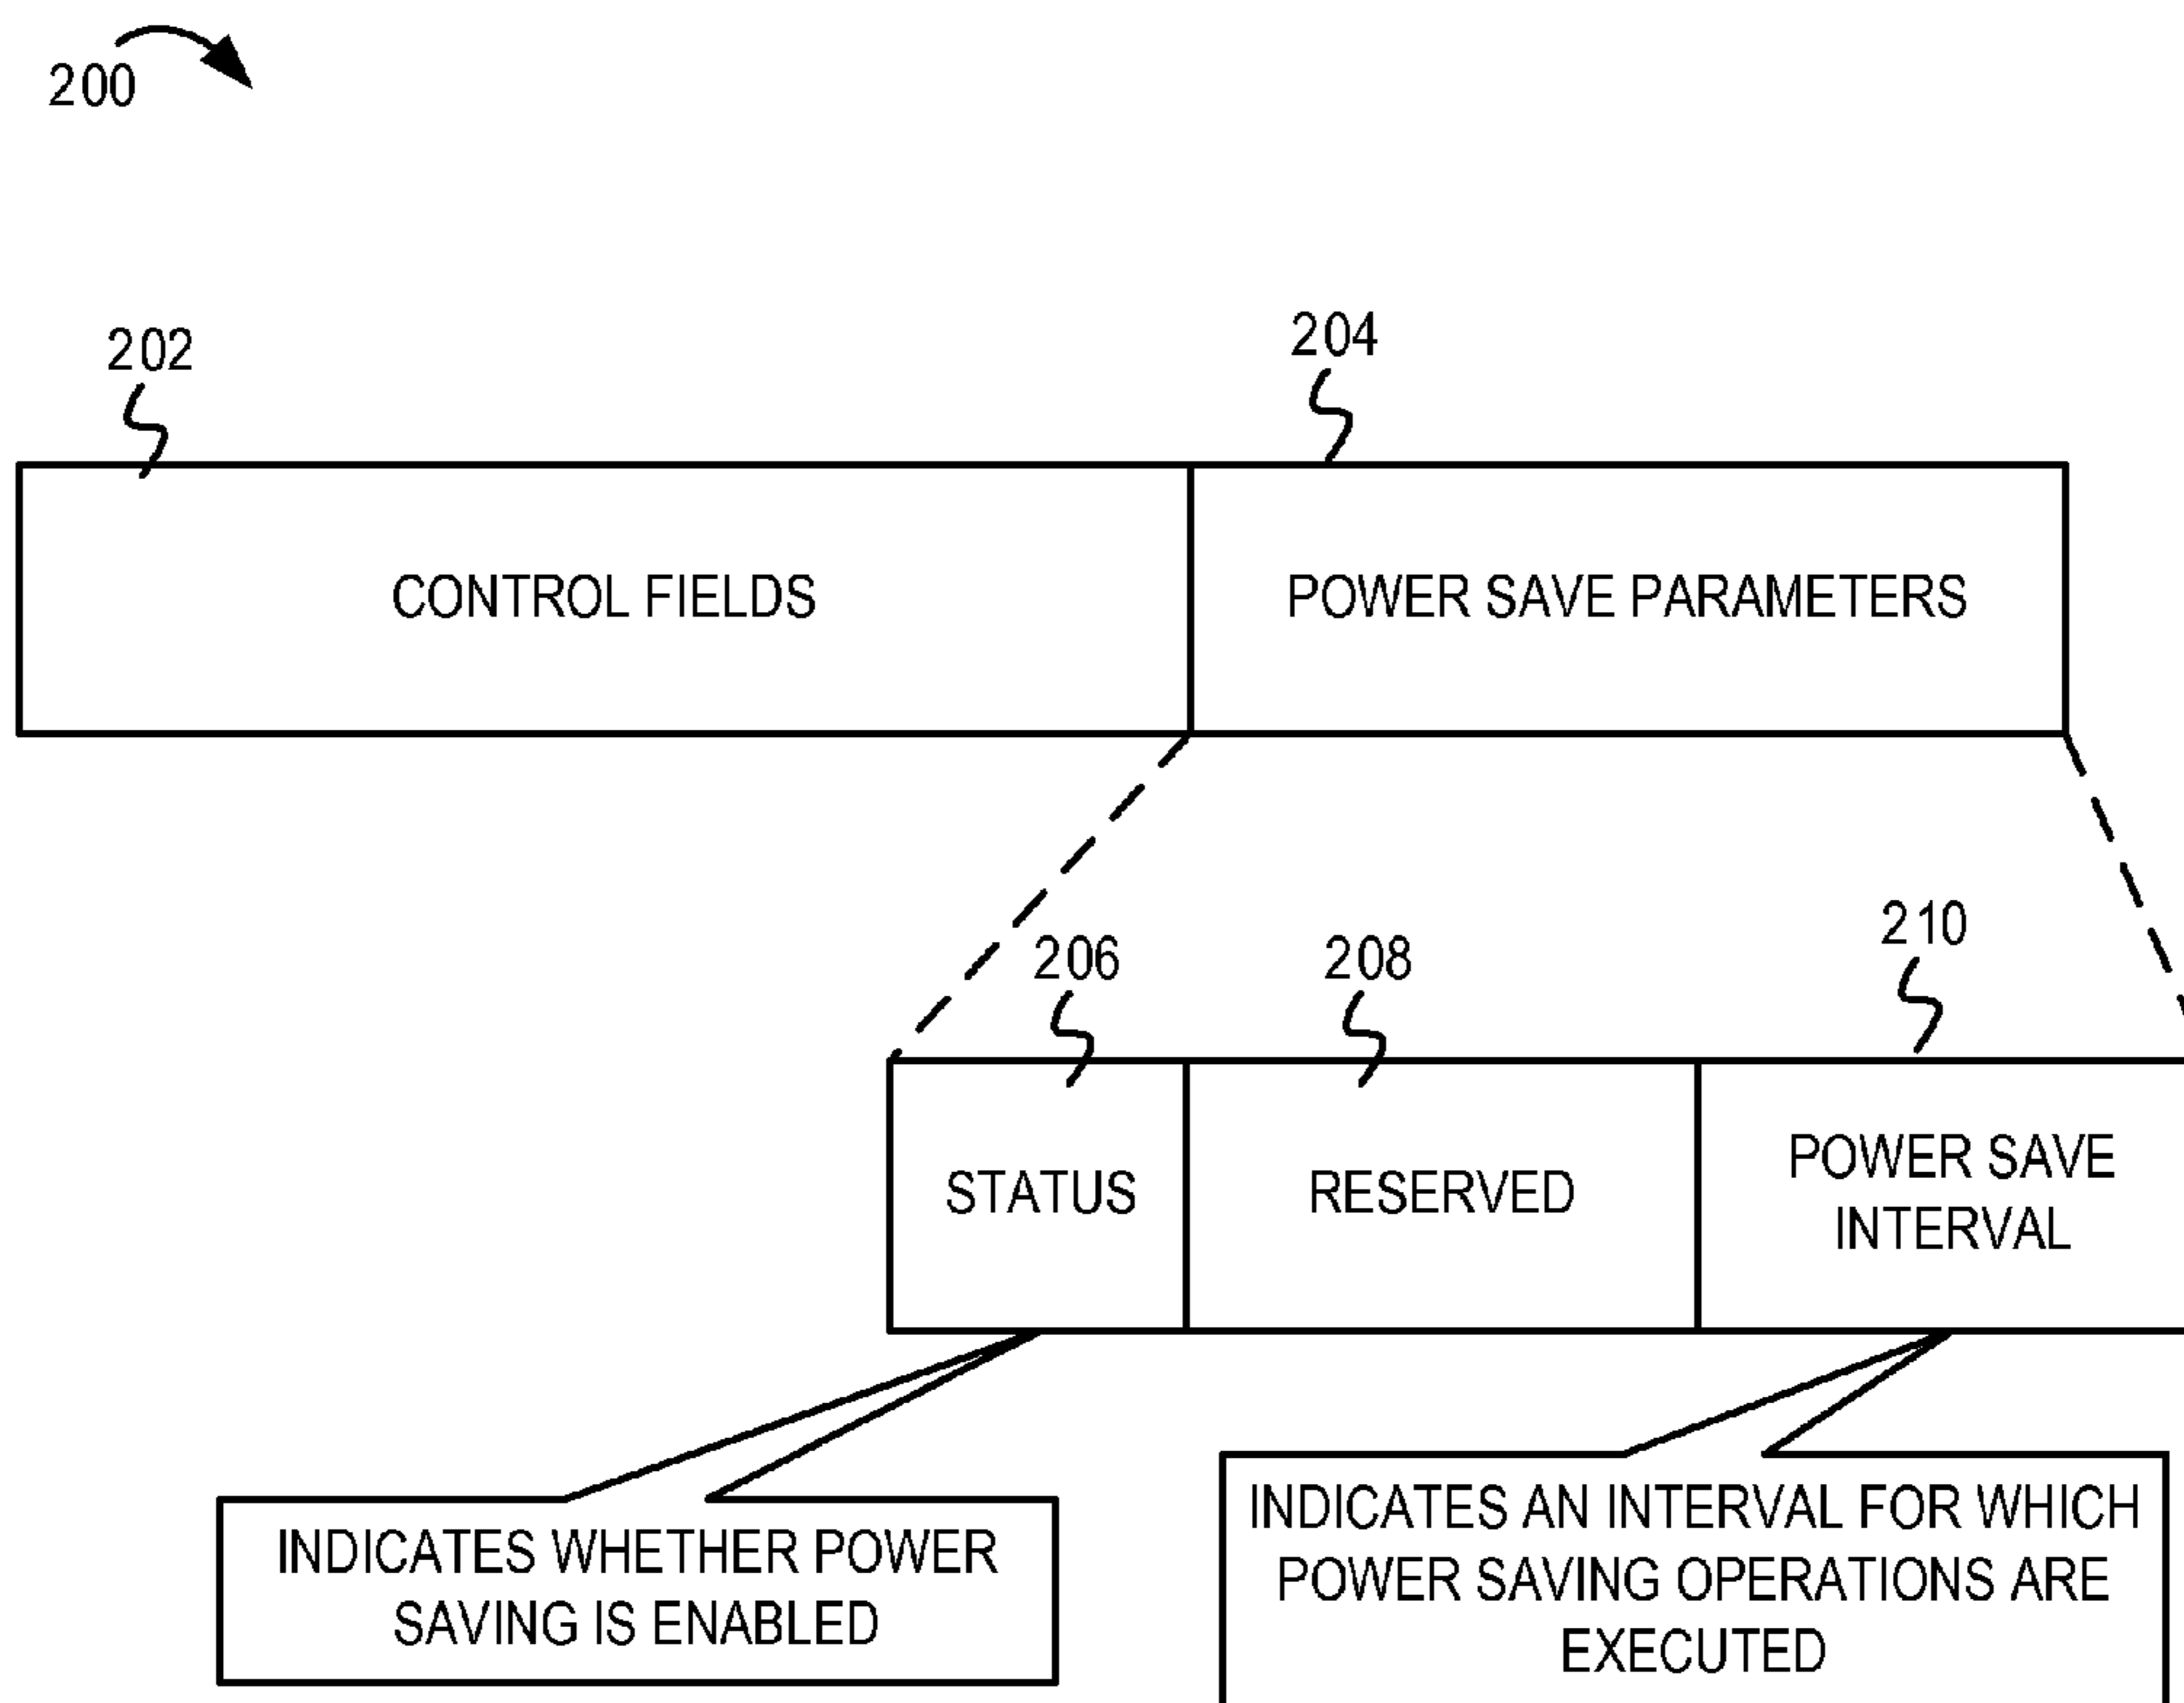 200
202
204
CONTROL FIELDS
POWER SAVE PARAMETERS
206
208
210
STATUS
RESERVED
POWER SAVE
INTERVAL
INDICATES WHETHER POWER
SAVING IS ENABLED
INDICATES AN INTERVAL FOR WHICH
POWER SAVING OPERATIONS ARE
EXECUTED